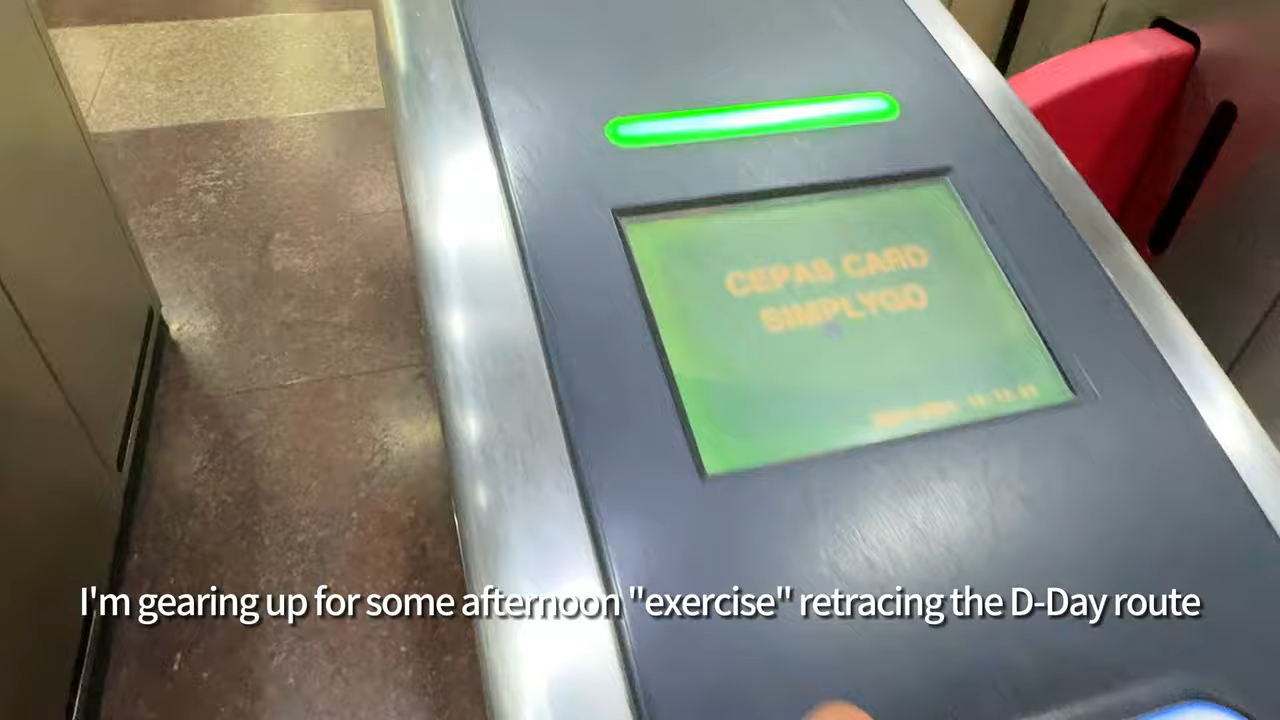 CEPAS CARD
SIMPLYGO
I'm gearing up for some afternoon "exercise" retracing the D-Day route